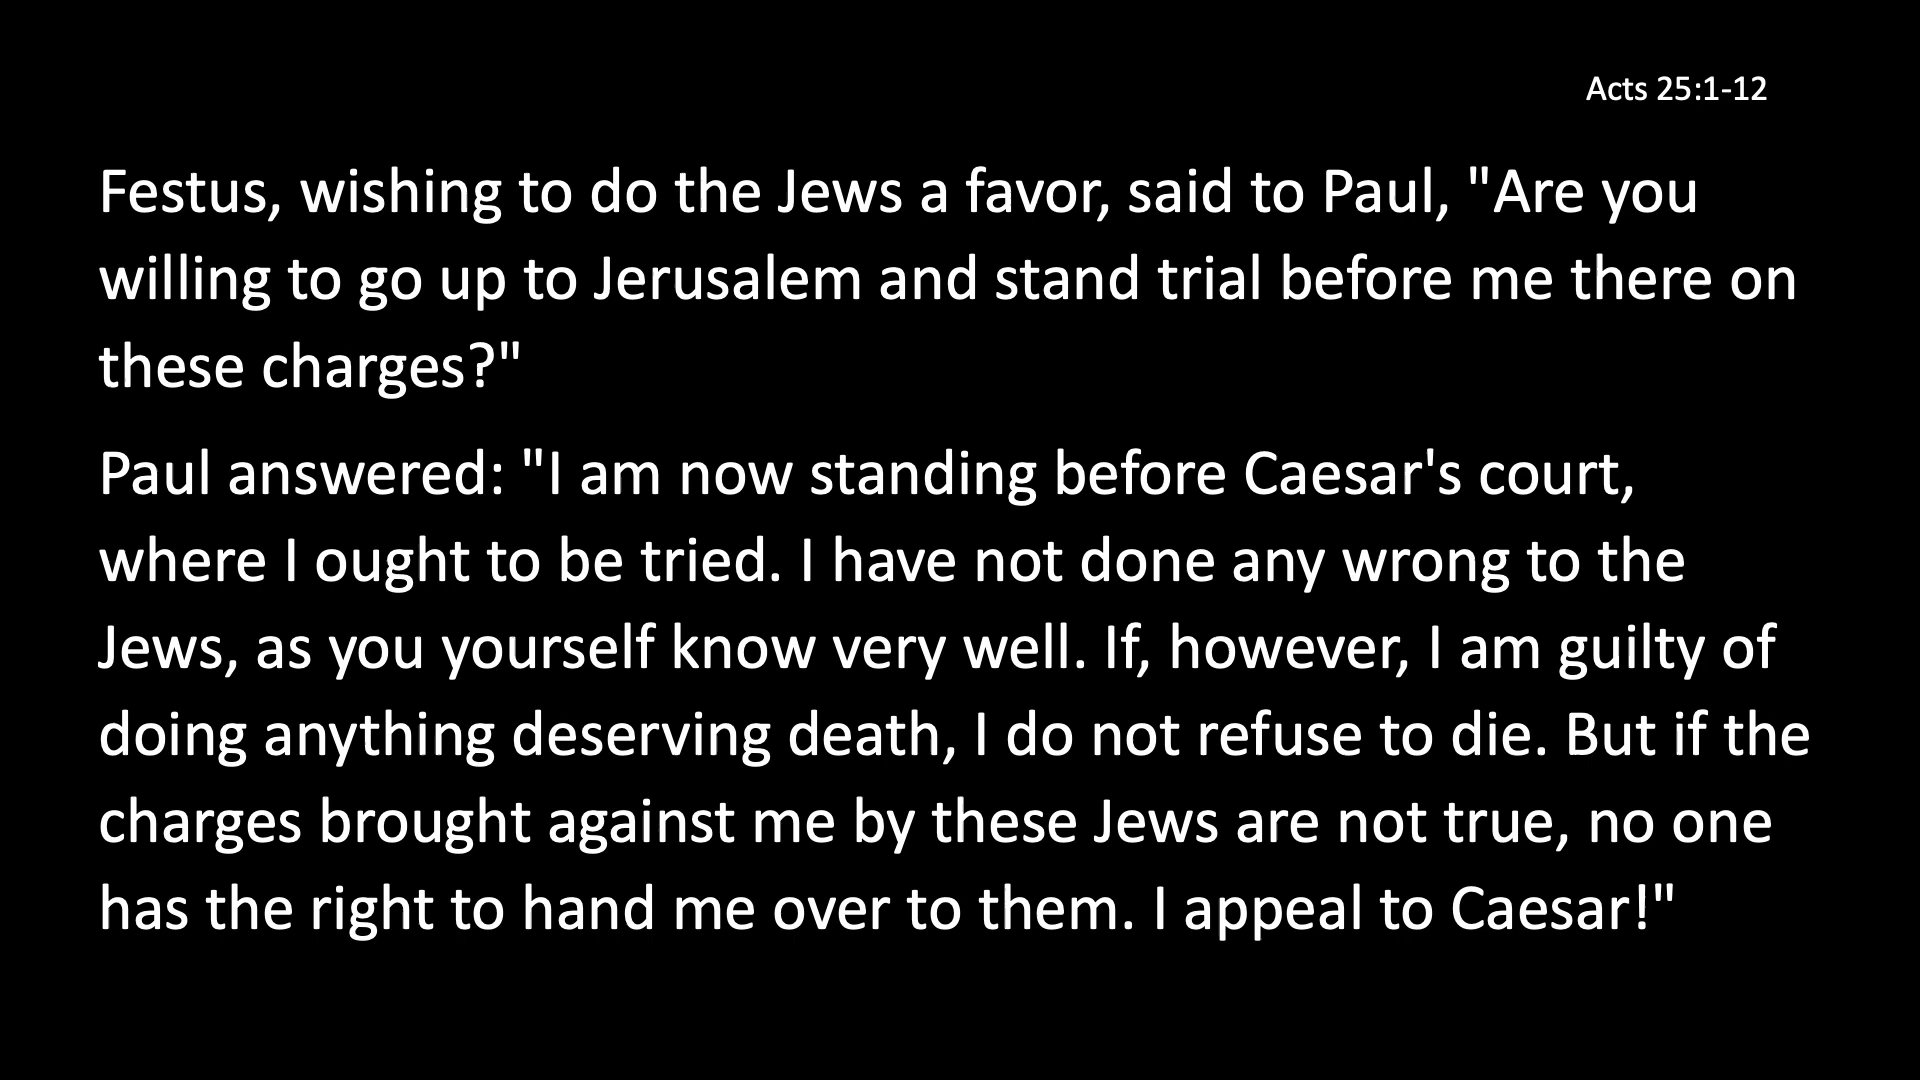 Acts 25:1-12
Festus, wishing to do the Jews a favor, said to Paul, "Are you
willing to go up to Jerusalem and stand trial before me there on
these charges?"
Paul answered: "I am now standing before Caesar's court,
where I ought to be tried. I have not done any wrong to the
Jews, as you yourself know very well. If, however, I am guilty of
doing anything deserving death, I do not refuse to die. But if the
charges brought against me by these Jews are not true, no one
has the right to hand me over to them. I appeal to Caesar!"